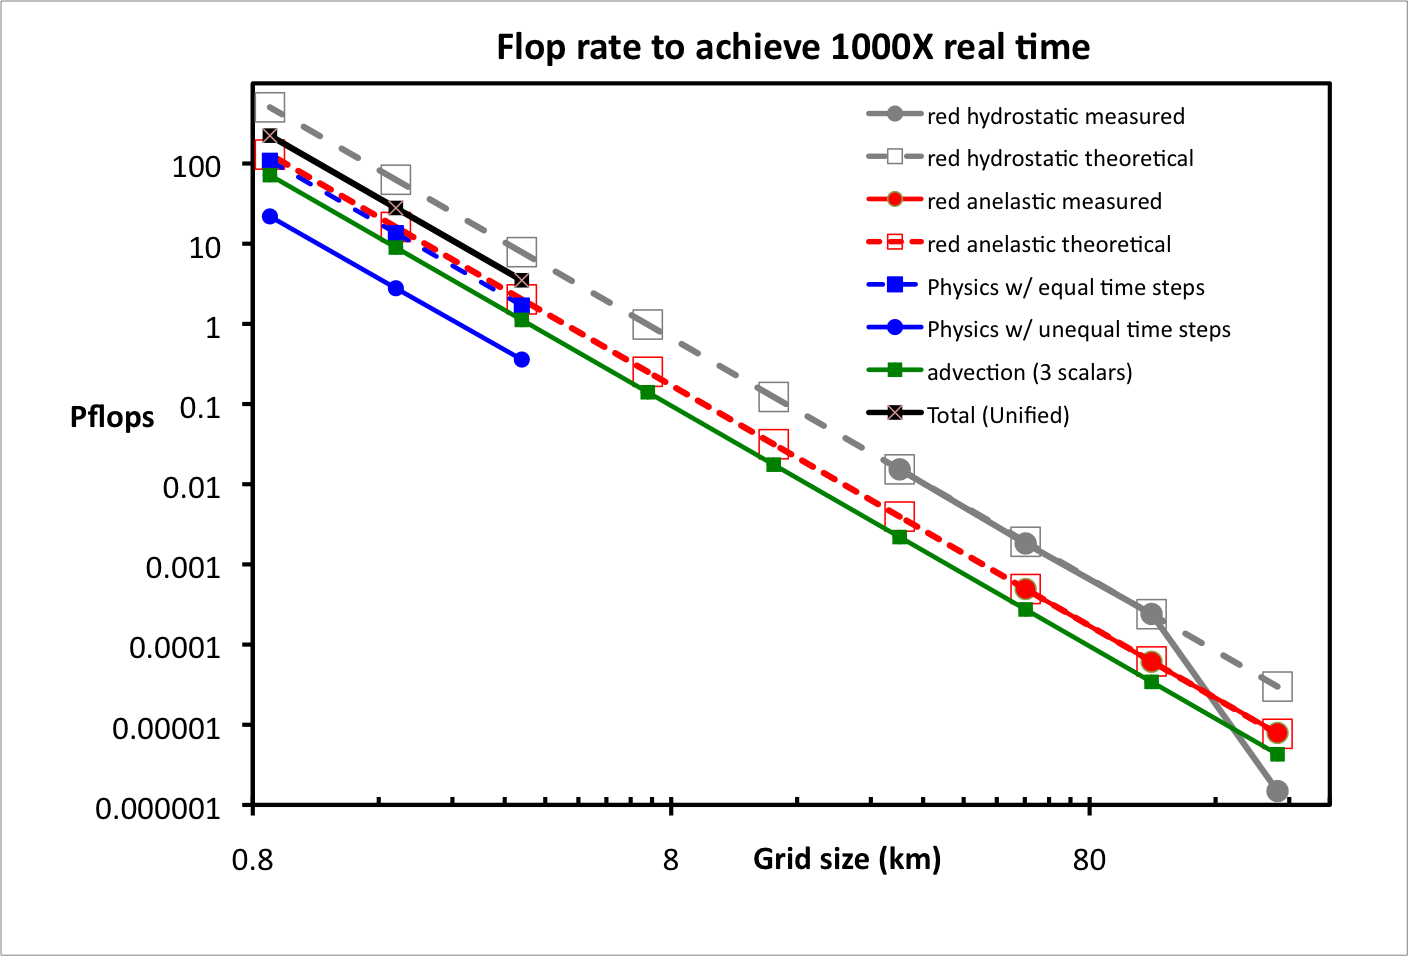 Flop rate to achieve 1000X real time
red hydrostatic measured
red hydrostatic theoretical
red anelastic measured
red anelastic theoretical
Physics w/ equal time steps
Physics w/ unequal time steps
advection (3 scalars)
Total (Unified)
100
10
1
Pflops
0.1
0.01
0.001
0.0001
0.00001
0.000001
0.8
8
Grid size (km)
80